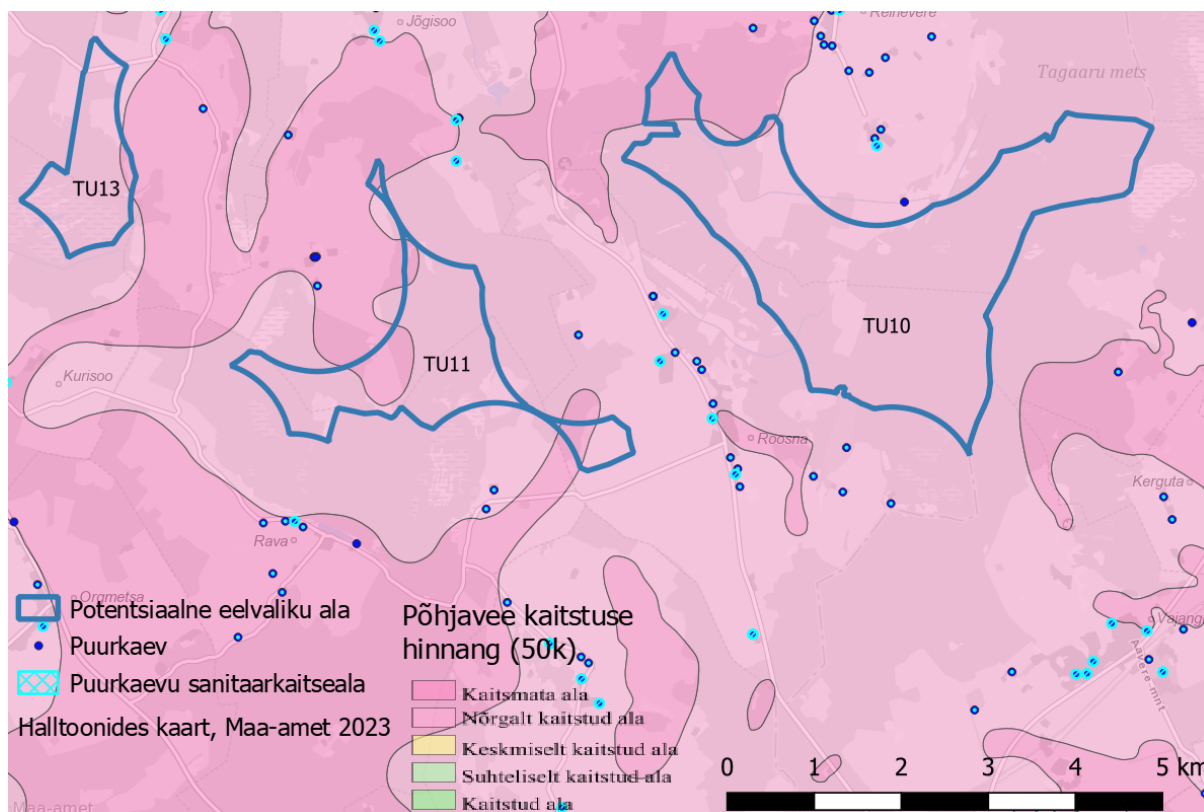 Jõgisoo
Reinevere
Tagaaru mets
TU13
TU10
TU11
Kurisoo
Roosna
Kerguta
Rava
Orgmetsa
Vajangu
Aavere-mnt
Potentsiaalne eelvaliku ala
Puurkaev
Puurkaevu sanitaarkaitseala
Halltoonides kaart, Maa-amet 2023
Põhjavee kaitstuse
hinnang (50k)
Kaitsmata ala
Nõrgalt kaitstud ala
Keskmiselt kaitstud ala
Suhteliselt kaitstud ala
Kaitstud ala
0 1 2 3 4 5 km
Maa-amet